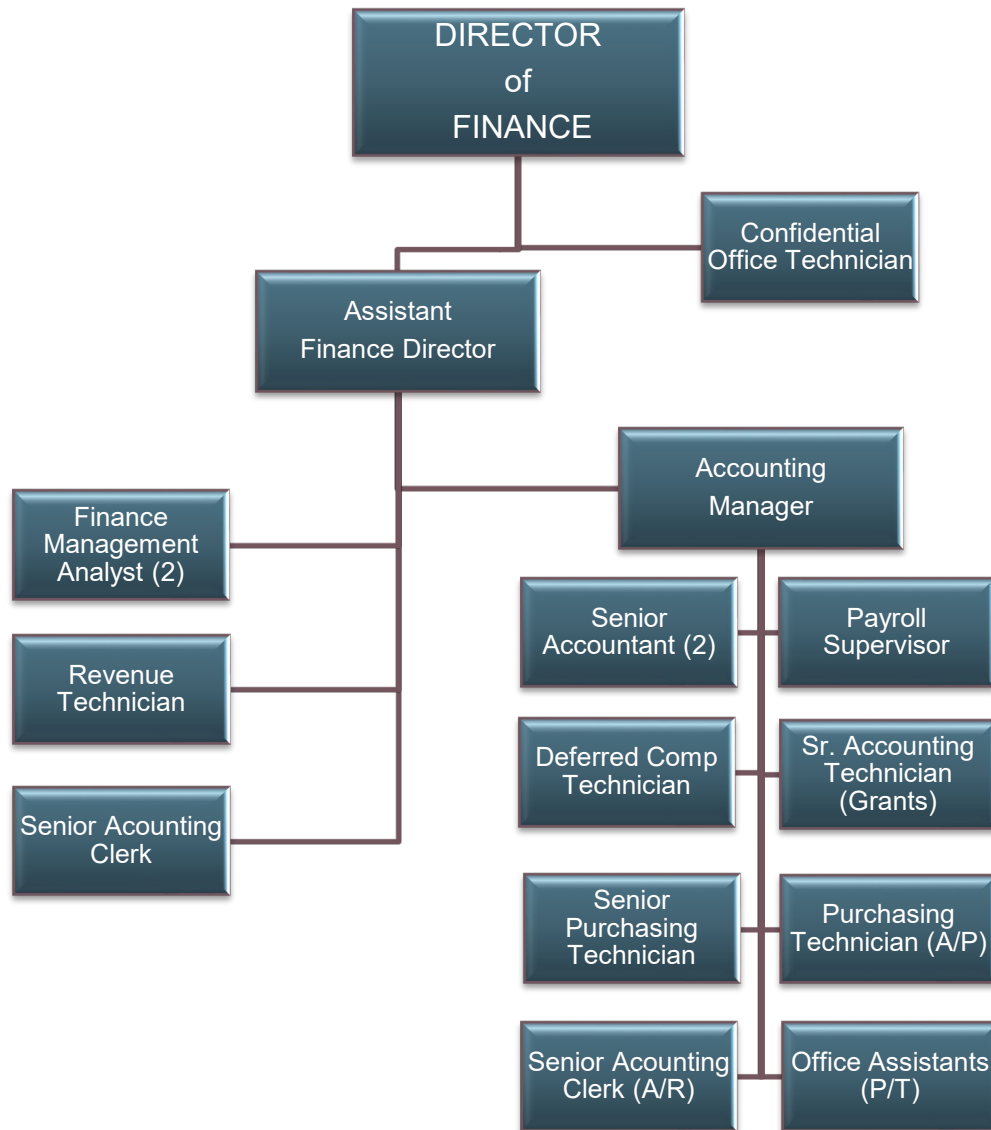 DIRECTOR
of
FINANCE
Confidential
Office Technician
Assistant
Finance Director
Accounting
Manager
Finance
Management
Analyst (2)
Revenue
Technician
Senior Acounting
Clerk
Senior
Accountant (2)
Payroll
Supervisor
Deferred Comp
Technician
Sr. Accounting
Technician
(Grants)
Senior
Purchasing
Technician
Purchasing
Technician (A/P)
Senior Acounting
Clerk (A/R)
Office Assistants
(P/T)